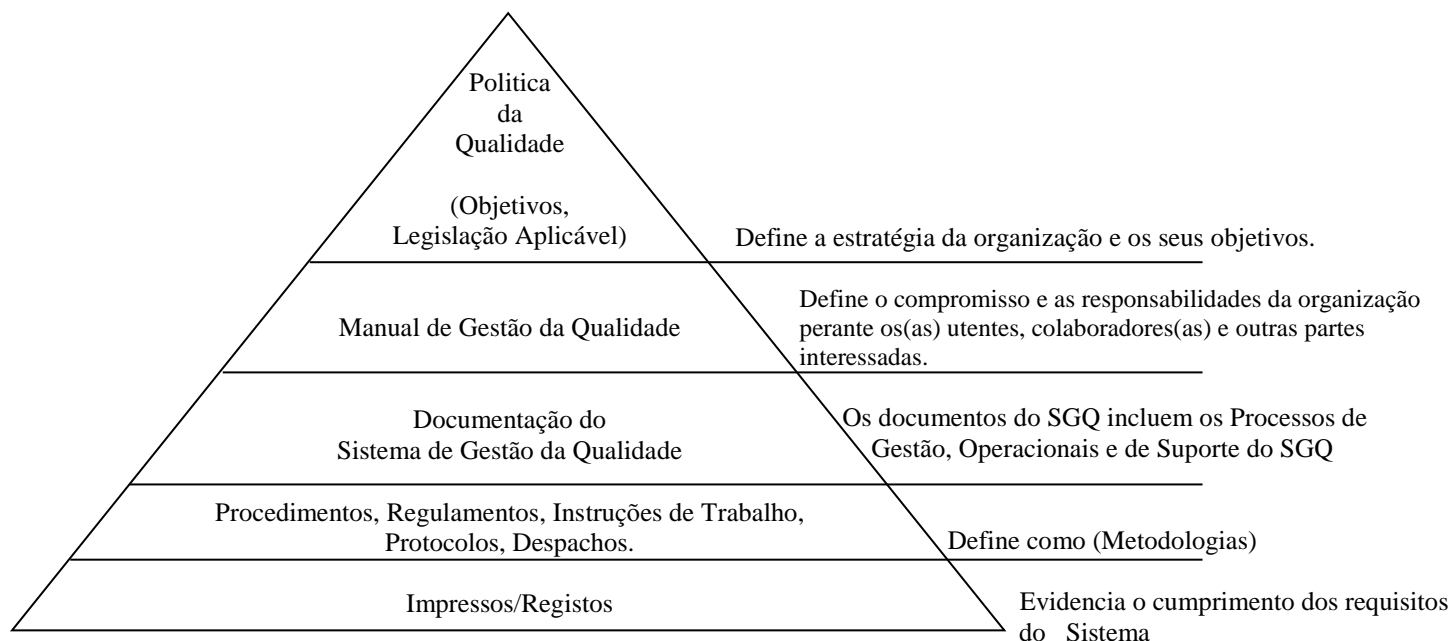 Politica
da
Qualidade
(Objetivos,
Legislação Aplicável)
Define a estratégia da organização e os seus objetivos.
Manual de Gestão da Qualidade
Define o compromisso e as responsabilidades da organização
perante os(as) utentes, colaboradores(as) e outras partes
interessadas.
Documentação do
Sistema de Gestão da Qualidade
Os documentos do SGQ incluem os Processos de
Gestão, Operacionais e de Suporte do SGQ
Procedimentos, Regulamentos, Instruções de Trabalho,
Protocolos, Despachos.
Define como (Metodologias)
Impressos/Registos
Evidencia o cumprimento dos requisitos
do Sistema